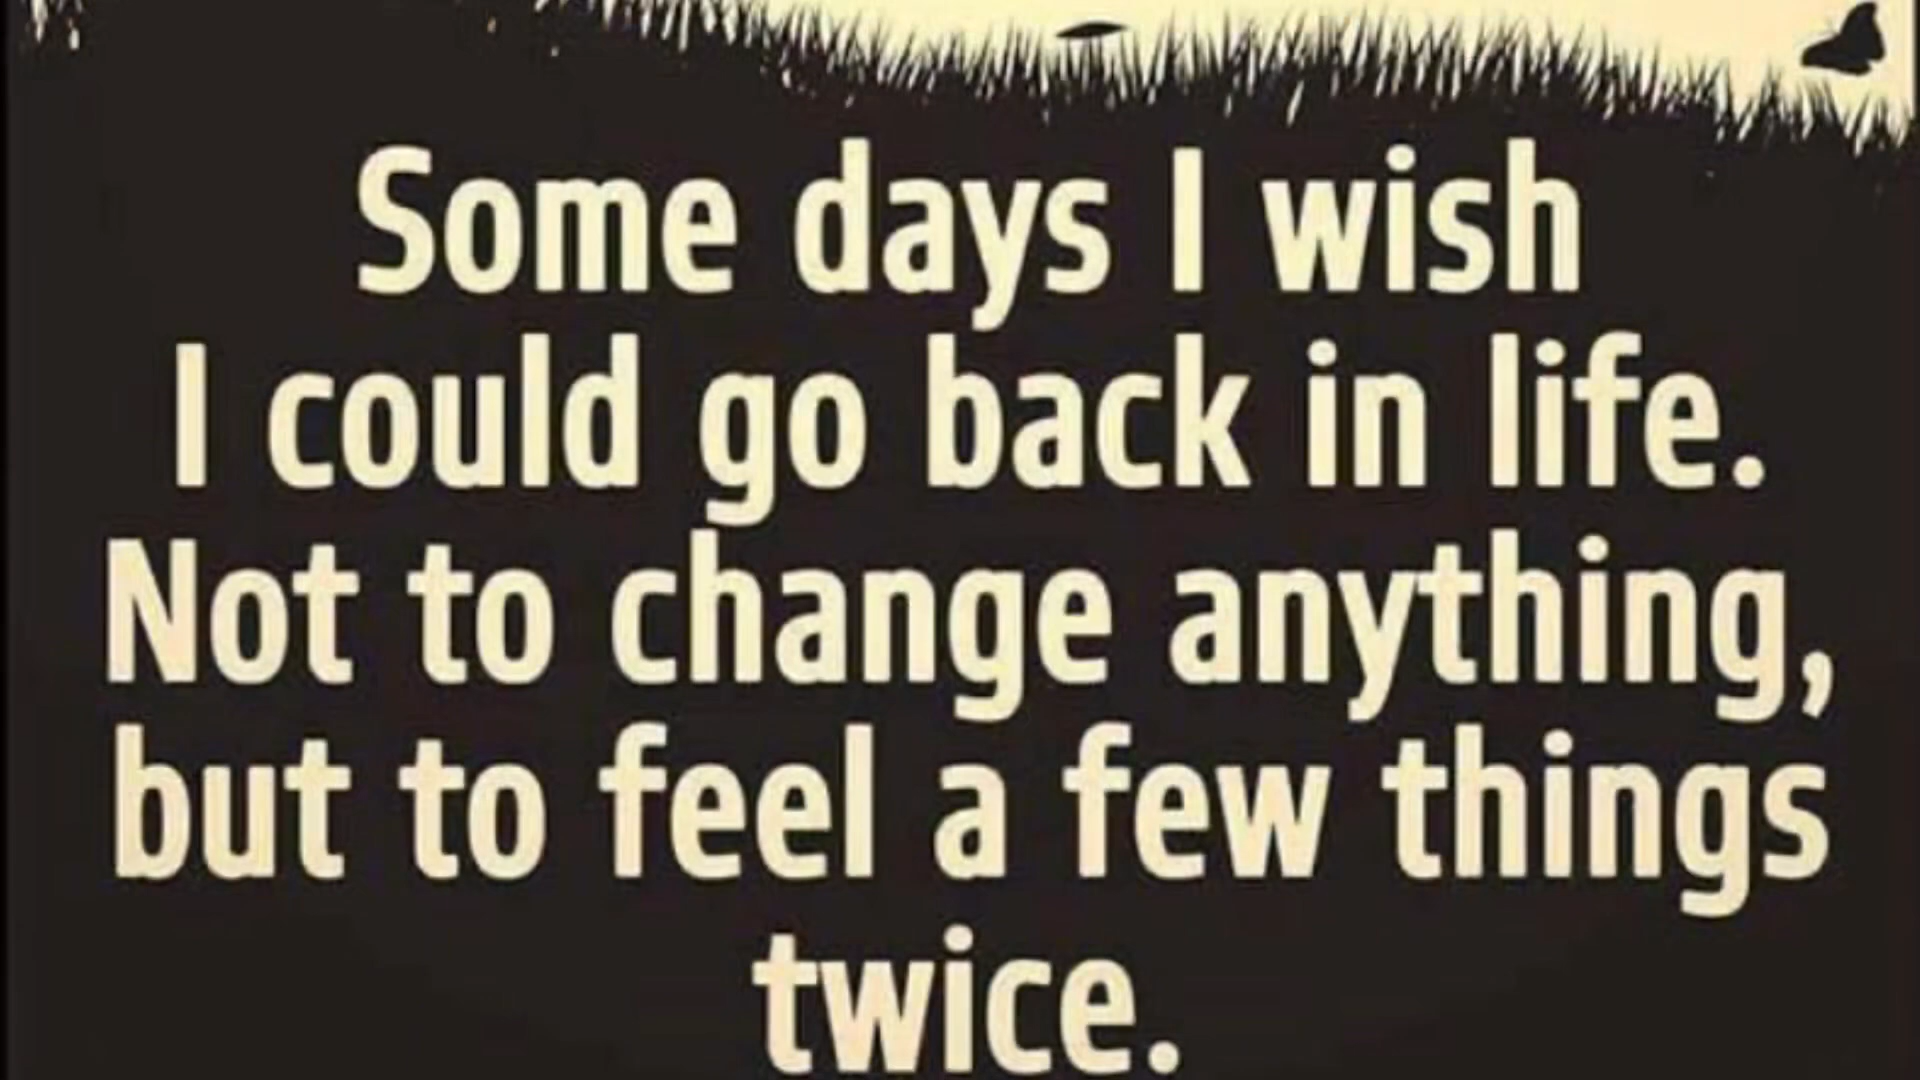 Some days I wish
I could go back in life.
Not to change anything,
but to feel a few things
twice.